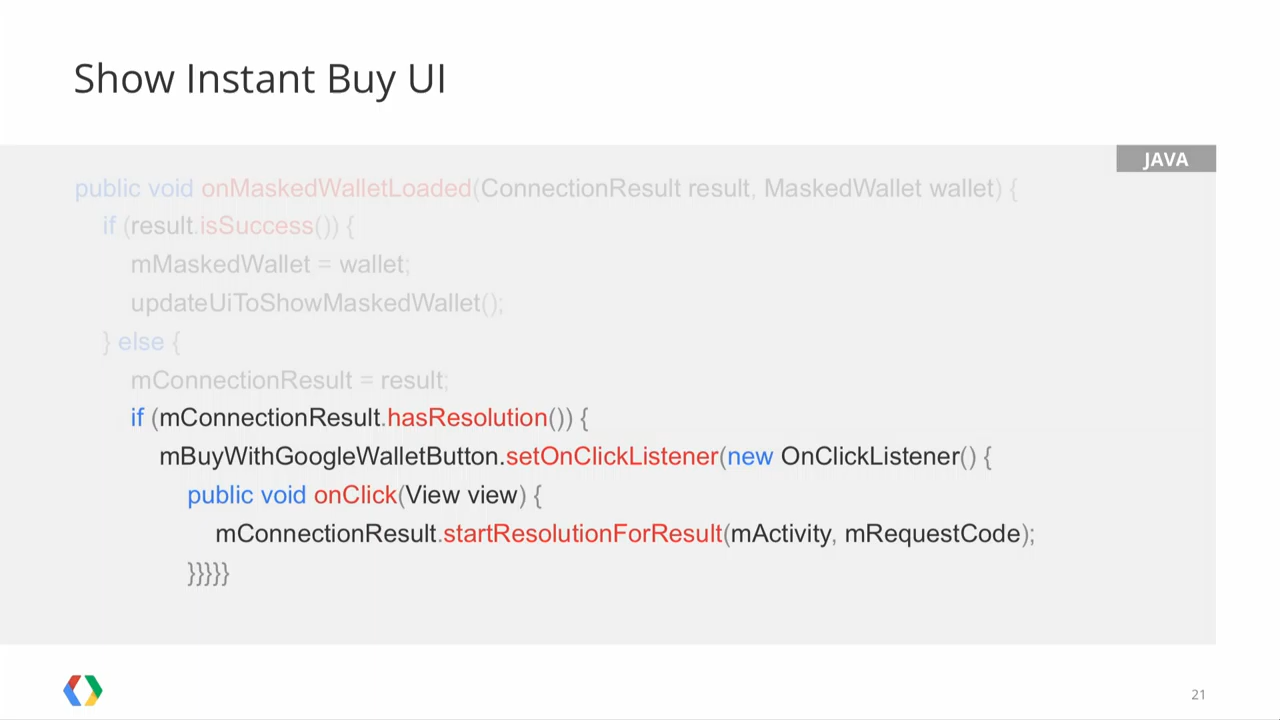 Show Instant Buy UI
JAVA
public void onMaskedWalletLoaded(ConnectionResult result, MaskedWallet wallet) {
if (result.isSuccess()) {
mMaskedWallet = wallet;
updateUiToShowMaskedWallet();
} else {
mConnectionResult = result;
if (mConnectionResult.hasResolution()) {
mBuyWithGoogleWalletButton.setOnClickListener(new OnClickListener() {
public void onClick(View view) {
mConnectionResult.startResolutionForResult(mActivity, mRequestCode);
}}}}}
21